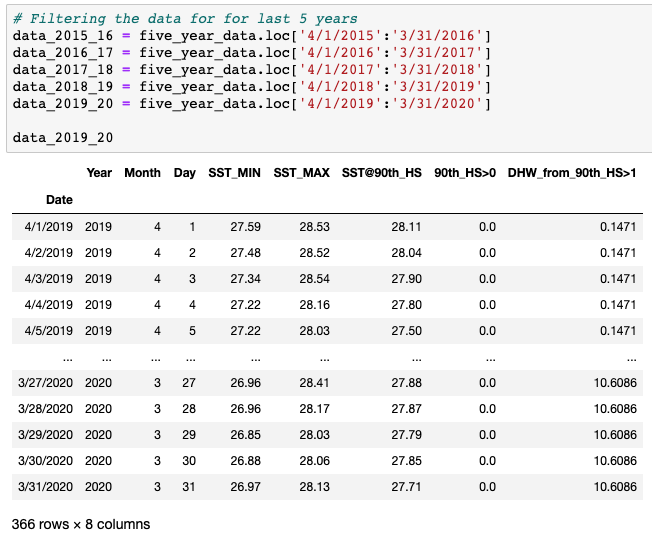 # Filtering the data for for last 5 years
data_2015_16 = five_year_data.loc['4/1/2015':'3/31/2016']
data_2016_17 = five_year_data.loc['4/1/2016':'3/31/2017']
data_2017_18 = five_year_data.loc['4/1/2017':'3/31/2018']
data_2018_19 = five_year_data.loc['4/1/2018':'3/31/2019']
data_2019_20 = five_year_data.loc['4/1/2019':'3/31/2020']
data_2019_20
Year Month Day SST_MIN SST_MAX SST@90th_HS 90th_HS>0 DHW_from_90th_HS>1
Date
4/1/2019 2019 4 1 27.59 28.53 28.11 0.0 0.1471
4/2/2019 2019 4 2 27.48 28.52 28.04 0.0 0.1471
4/3/2019 2019 4 3 27.34 28.54 27.90 0.0 0.1471
4/4/2019 2019 4 4 27.22 28.16 27.80 0.0 0.1471
4/5/2019 2019 4 5 27.22 28.03 27.50 0.0 0.1471
... ... ... ... ... ... ... ... ...
3/27/2020 2020 3 27 26.96 28.41 27.88 0.0 10.6086
3/28/2020 2020 3 28 26.96 28.17 27.87 0.0 10.6086
3/29/2020 2020 3 29 26.85 28.03 27.79 0.0 10.6086
3/30/2020 2020 3 30 26.88 28.06 27.85 0.0 10.6086
3/31/2020 2020 3 31 26.97 28.13 27.71 0.0 10.6086
366 rows × 8 columns